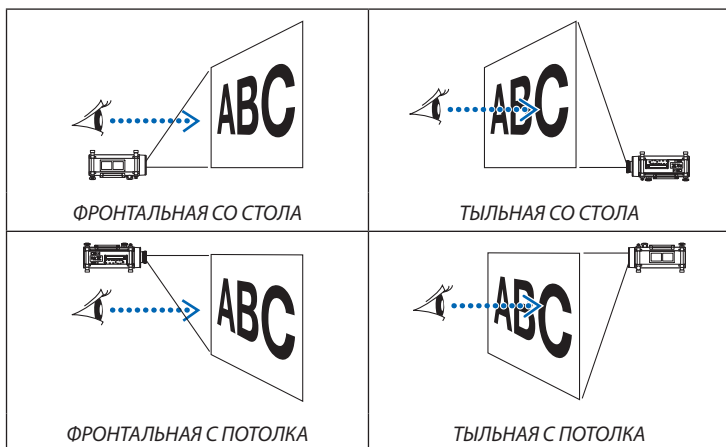 ABC
ABC
ФРОНТАЛЬНАЯ СО СТОЛА
ТЫЛЬНАЯ СО СТОЛА
ABC
ABC
ФРОНТАЛЬНАЯ С ПОТОЛКА
ТЫЛЬНАЯ С ПОТОЛКА